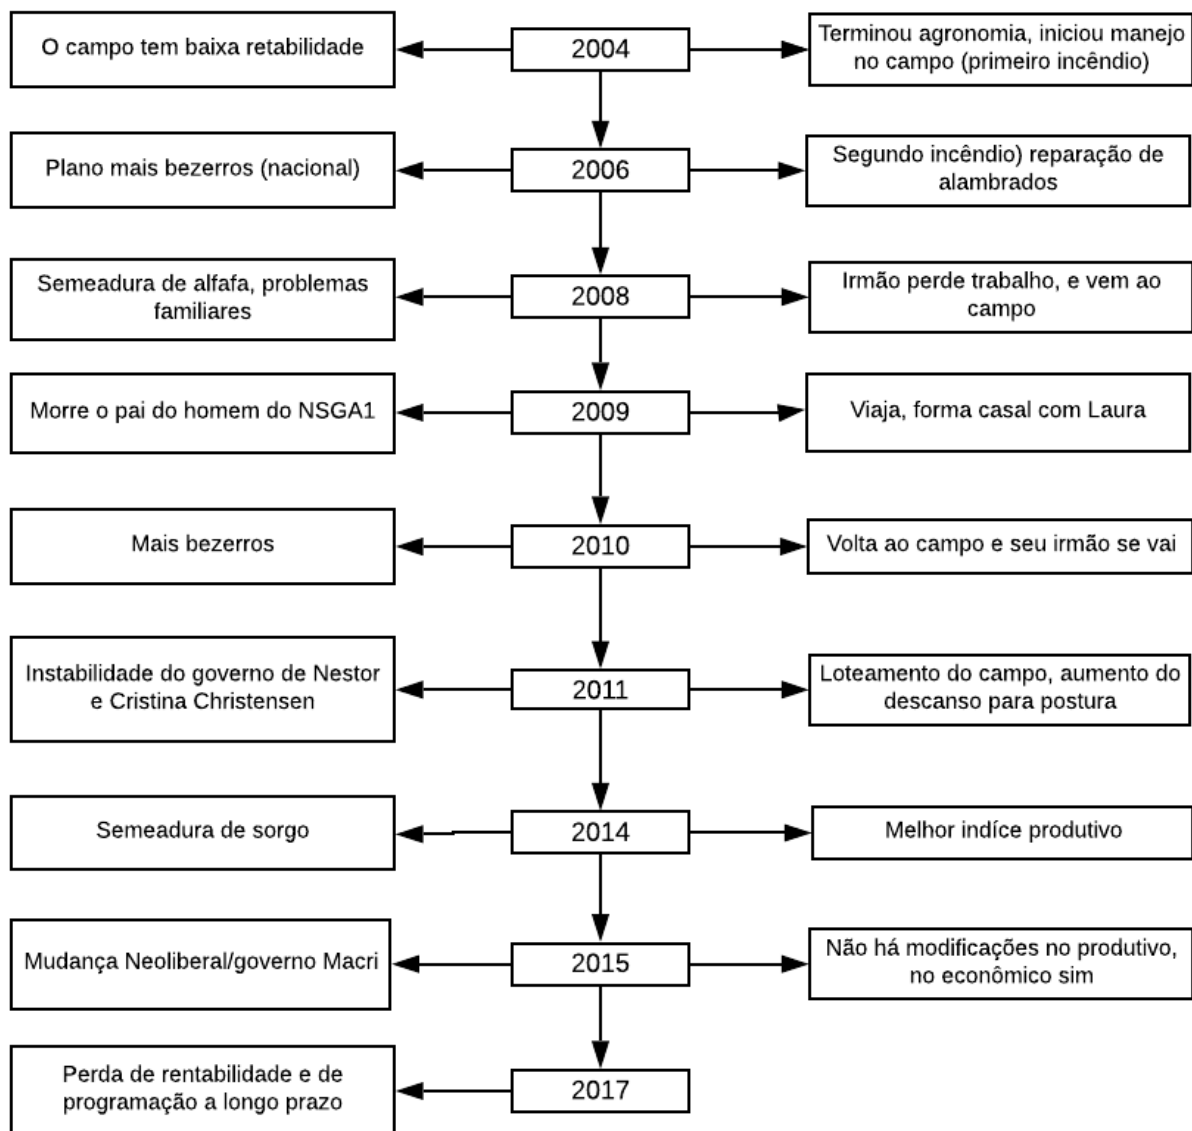 O campo tem baixa retabilidade
2004
Terminou agronomia, iniciou manejo
no campo (primeiro incêndio)
Plano mais bezerros (nacional)
2006
Segundo incêndio) reparação de
alambrados
Semeadura de alfafa, problemas
familiares
2008
Irmão perde trabalho, e vem ao
campo
Morre o pai do homem do NSGA1
2009
Viaja, forma casal com Laura
Mais bezerros
2010
Volta ao campo e seu irmão se vai
Instabilidade do governo de Nestor
e Cristina Christensen
2011
Loteamento do campo, aumento do
descanso para postura
Semeadura de sorgo
2014
Melhor indíce produtivo
Mudança Neoliberal/governo Macri
2015
Não há modificações no produtivo,
no econômico sim
Perda de rentabilidade e de
programação a longo prazo
2017